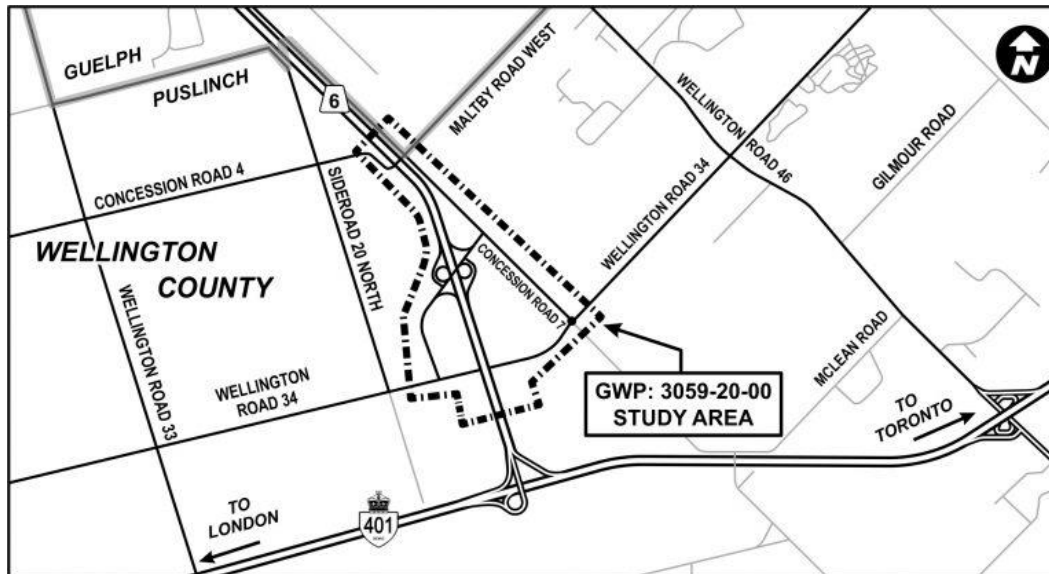 GUELPH
PUSLINCH
6
MALTBY ROAD WEST
N
WELLINGTON ROAD 46
GILMOUR ROAD
CONCESSION ROAD 4
SIDEROAD 20 NORTH
WELLINGTON ROAD 34
WELLINGTON
COUNTY
CONCESSION ROAD 7
WELLINGTON ROAD 33
MCLEAN ROAD
WELLINGTON
ROAD 34
GWP: 3059-20-00
STUDY AREA
TO
TORONTO
TO
LONDON
401